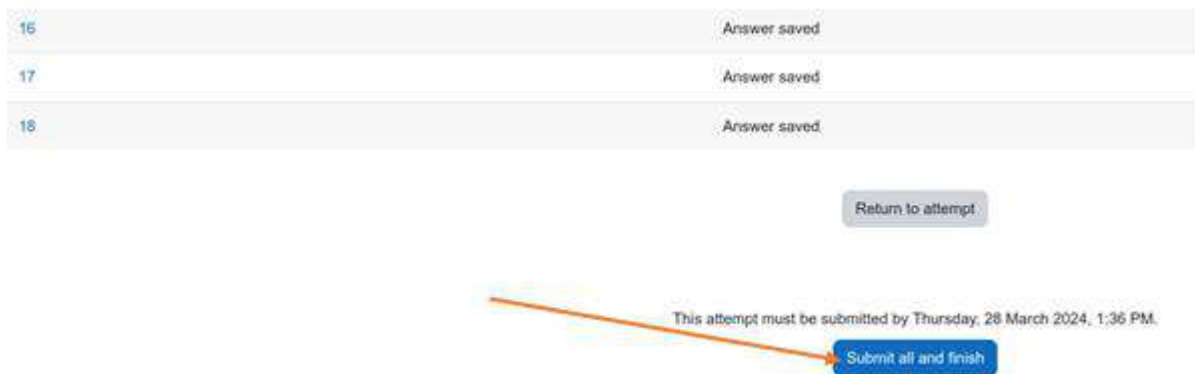 16 Answer saved
17 Answer saved
18 Answer saved
Return to attempt
This attempt must be submitted by Thursday, 28 March 2024, 1:36 PM.
Submit all and finish